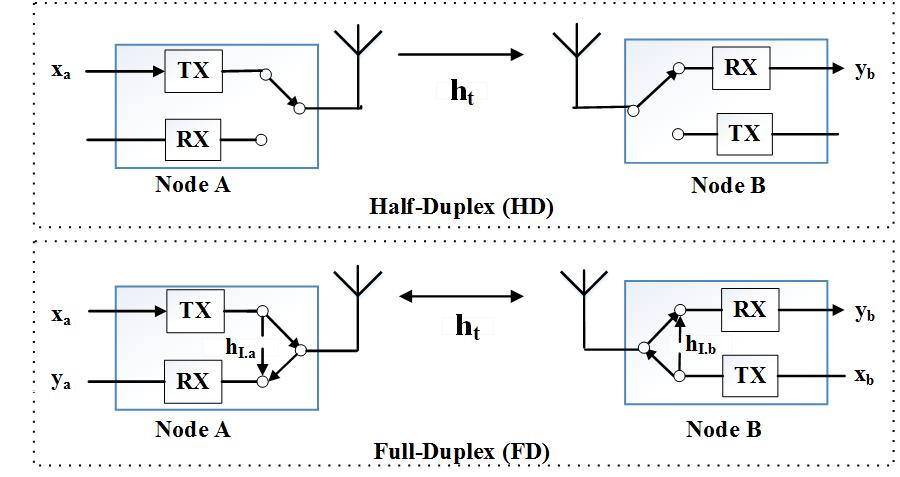 xa TX ht RX yb
RX TX
Node A Node B
Half-Duplex (HD)
xa TX ht RX yb
hI.a hI.b
ya RX TX xb
Node A Node B
Full-Duplex (FD)